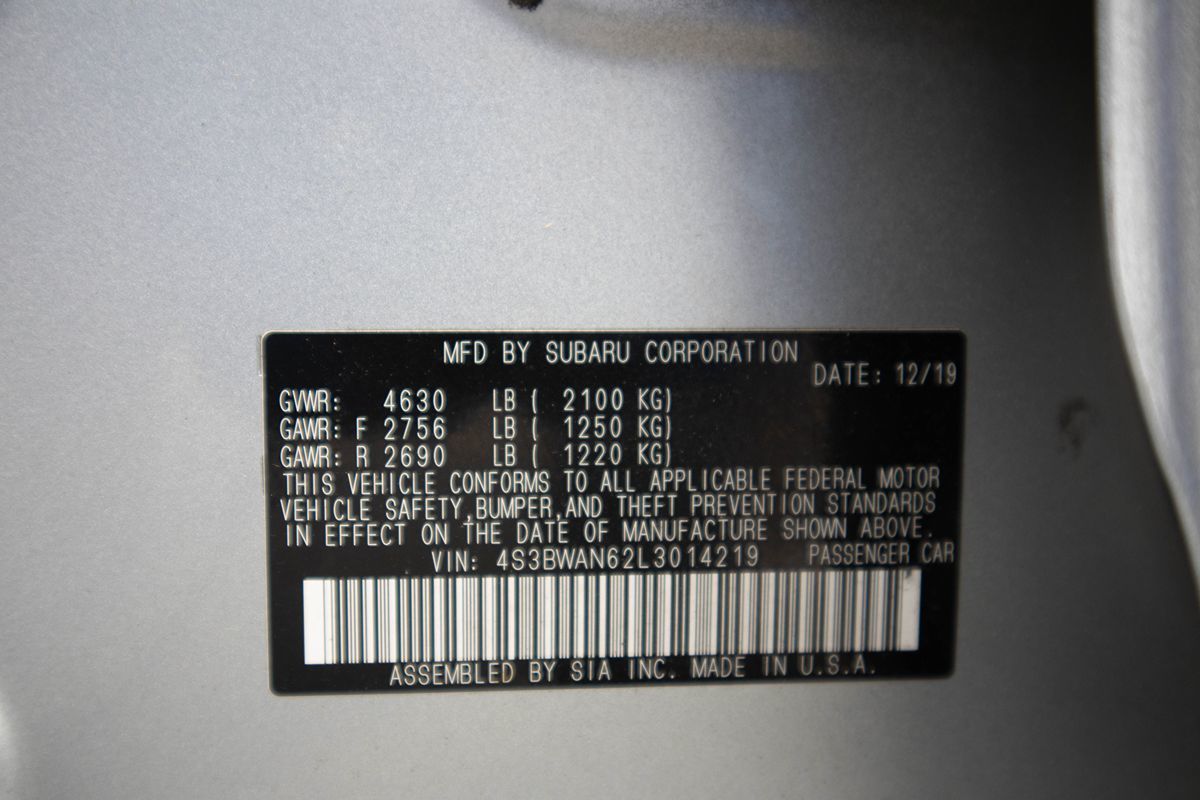 MFD BY SUBARU CORPORATION
DATE: 12/19
GVWR: 4630 LB ( 2100 KG)
GAWR: F 2756 LB ( 1250 KG)
GAWR: R 2690 LB ( 1220 KG)
THIS VEHICLE CONFORMS TO ALL APPLICABLE FEDERAL MOTOR
VEHICLE SAFETY,BUMPER,AND THEFT PREVENTION STANDARDS
IN EFFECT ON THE DATE OF MANUFACTURE SHOWN ABOVE.
VIN: 4S3BWAN62L3014219 PASSENGER CAR
ASSEMBLED BY SIA INC. MADE IN U.S.A.